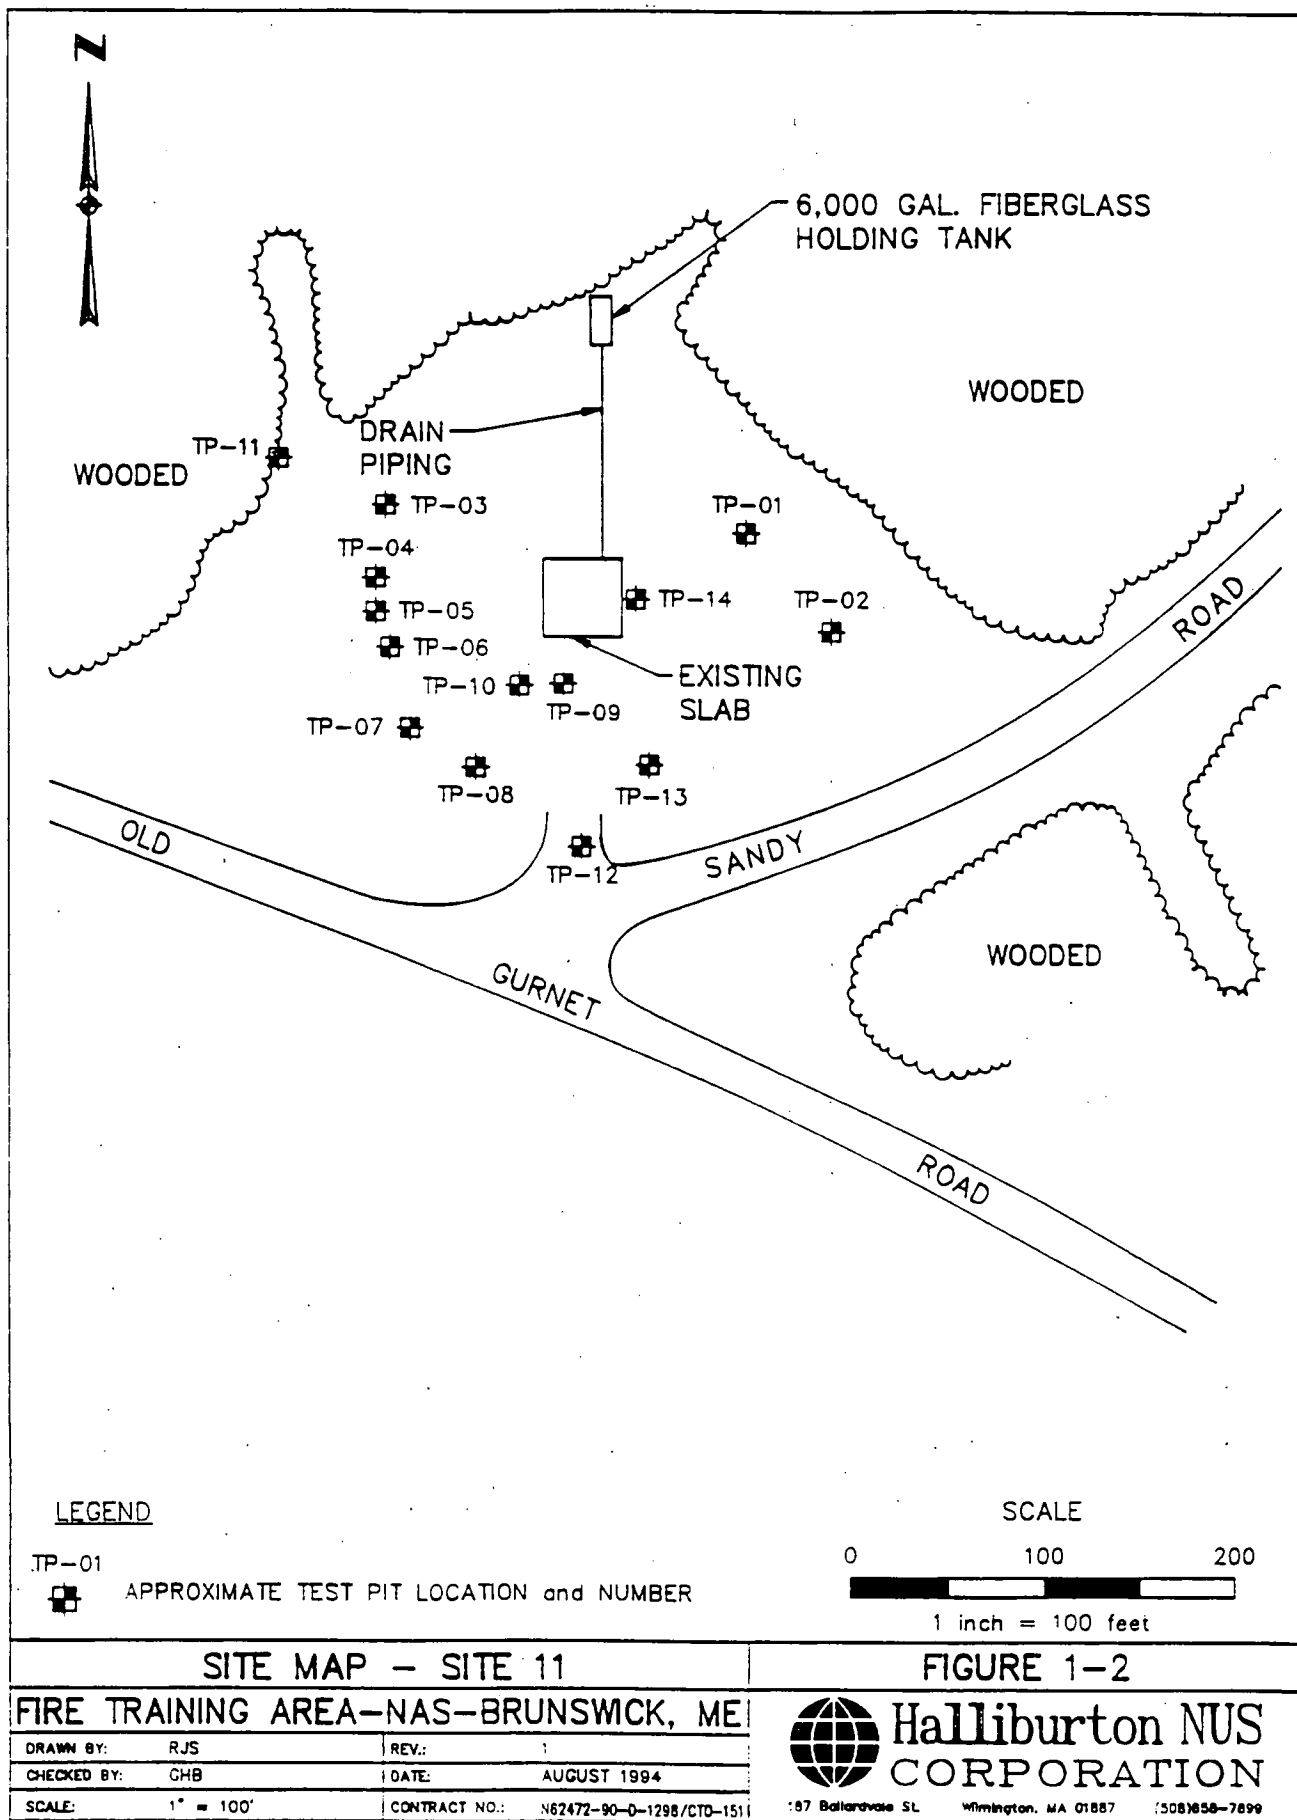 N
6,000 GAL. FIBERGLASS
HOLDING TANK
WOODED
DRAIN
PIPING
TP-11
WOODED
TP-03
TP-01
TP-04
TP-14
TP-02
TP-05
TP-06
ROAD
TP-10
TP-09
EXISTING
SLAB
TP-07
TP-08
TP-13
OLD
SANDY
TP-12
WOODED
GURNET
ROAD
LEGEND
TP-01
APPROXIMATE TEST PIT LOCATION and NUMBER
SCALE
0 100 200
1 inch = 100 feet
SITE MAP - SITE 11
FIGURE 1-2
FIRE TRAINING AREA-NAS-BRUNSWICK, ME
DRAWN BY: RJS REV.: 1
CHECKED BY: GHB DATE: AUGUST 1994
SCALE: 1" = 100' CONTRACT NO.: N62472-90-D-1298/CTO-151
Halliburton NUS
CORPORATION
187 Ballardvale St. Wilmington, MA 01887 (508)658-7899